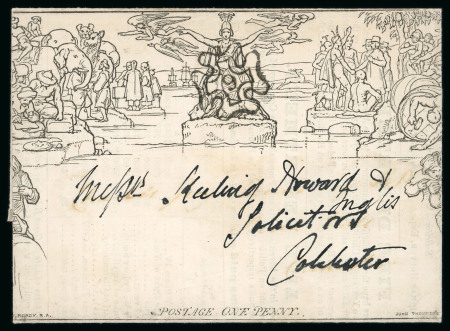 Messrs Keeling Howard &
Inglis
Solicitors
Colchester
POSTAGE ONE PENNY.